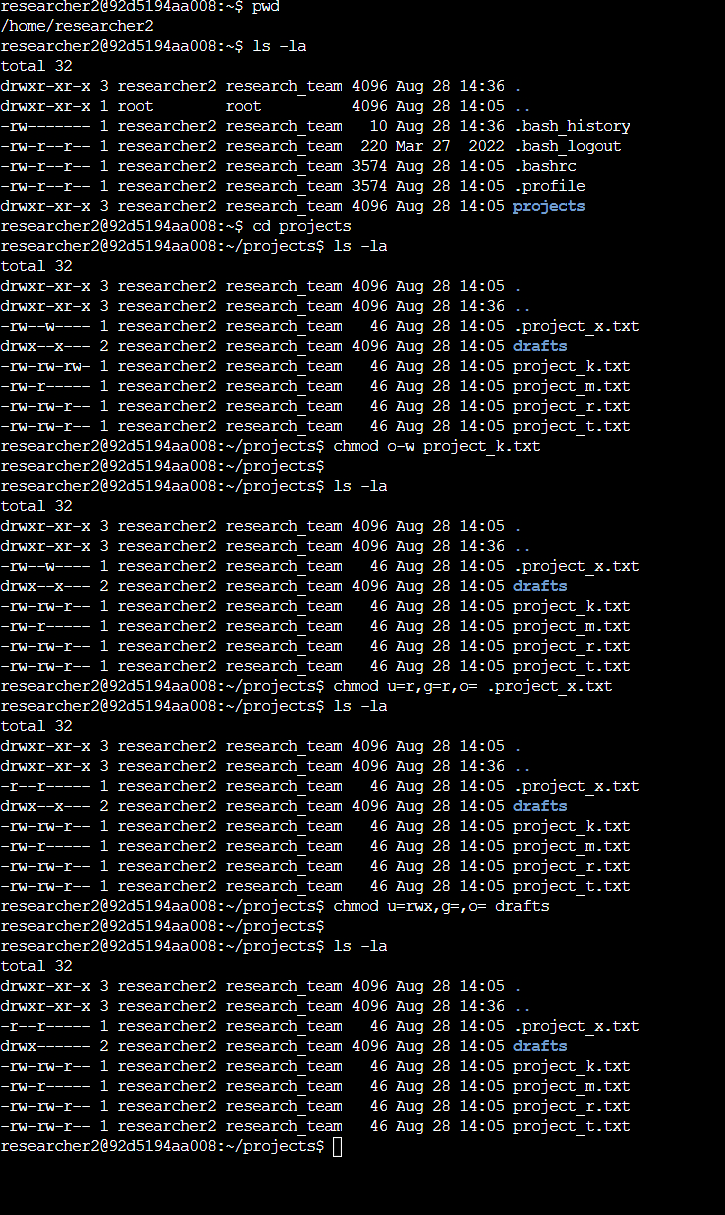 researcher2@92d5194aa008:~$ pwd
/home/researcher2
researcher2@92d5194aa008:~$ ls -la
total 32
drwxr-xr-x 3 researcher2 research_team 4096 Aug 28 14:36 .
drwxr-xr-x 1 root        root          4096 Aug 28 14:05 ..
-rw------- 1 researcher2 research_team   10 Aug 28 14:36 .bash_history
-rw-r--r-- 1 researcher2 research_team  220 Mar 27  2022 .bash_logout
-rw-r--r-- 1 researcher2 research_team 3574 Aug 28 14:05 .bashrc
-rw-r--r-- 1 researcher2 research_team 3574 Aug 28 14:05 .profile
drwxr-xr-x 3 researcher2 research_team 4096 Aug 28 14:05 projects
researcher2@92d5194aa008:~$ cd projects
researcher2@92d5194aa008:~/projects$ ls -la
total 32
drwxr-xr-x 3 researcher2 research_team 4096 Aug 28 14:05 .
drwxr-xr-x 3 researcher2 research_team 4096 Aug 28 14:36 ..
-rw--w---- 1 researcher2 research_team   46 Aug 28 14:05 .project_x.txt
drwx--x--- 2 researcher2 research_team 4096 Aug 28 14:05 drafts
-rw-rw-rw- 1 researcher2 research_team   46 Aug 28 14:05 project_k.txt
-rw-r----- 1 researcher2 research_team   46 Aug 28 14:05 project_m.txt
-rw-rw-r-- 1 researcher2 research_team   46 Aug 28 14:05 project_r.txt
-rw-rw-r-- 1 researcher2 research_team   46 Aug 28 14:05 project_t.txt
researcher2@92d5194aa008:~/projects$ chmod o-w project_k.txt
researcher2@92d5194aa008:~/projects$
researcher2@92d5194aa008:~/projects$ ls -la
total 32
drwxr-xr-x 3 researcher2 research_team 4096 Aug 28 14:05 .
drwxr-xr-x 3 researcher2 research_team 4096 Aug 28 14:36 ..
-rw--w---- 1 researcher2 research_team   46 Aug 28 14:05 .project_x.txt
drwx--x--- 2 researcher2 research_team 4096 Aug 28 14:05 drafts
-rw-rw-r-- 1 researcher2 research_team   46 Aug 28 14:05 project_k.txt
-rw-r----- 1 researcher2 research_team   46 Aug 28 14:05 project_m.txt
-rw-rw-r-- 1 researcher2 research_team   46 Aug 28 14:05 project_r.txt
-rw-rw-r-- 1 researcher2 research_team   46 Aug 28 14:05 project_t.txt
researcher2@92d5194aa008:~/projects$ chmod u=r,g=r,o= .project_x.txt
researcher2@92d5194aa008:~/projects$ ls -la
total 32
drwxr-xr-x 3 researcher2 research_team 4096 Aug 28 14:05 .
drwxr-xr-x 3 researcher2 research_team 4096 Aug 28 14:36 ..
-r--r----- 1 researcher2 research_team   46 Aug 28 14:05 .project_x.txt
drwx--x--- 2 researcher2 research_team 4096 Aug 28 14:05 drafts
-rw-rw-r-- 1 researcher2 research_team   46 Aug 28 14:05 project_k.txt
-rw-r----- 1 researcher2 research_team   46 Aug 28 14:05 project_m.txt
-rw-rw-r-- 1 researcher2 research_team   46 Aug 28 14:05 project_r.txt
-rw-rw-r-- 1 researcher2 research_team   46 Aug 28 14:05 project_t.txt
researcher2@92d5194aa008:~/projects$ chmod u=rwx,g=,o= drafts
researcher2@92d5194aa008:~/projects$
researcher2@92d5194aa008:~/projects$ ls -la
total 32
drwxr-xr-x 3 researcher2 research_team 4096 Aug 28 14:05 .
drwxr-xr-x 3 researcher2 research_team 4096 Aug 28 14:36 ..
-r--r----- 1 researcher2 research_team   46 Aug 28 14:05 .project_x.txt
drwx------ 2 researcher2 research_team 4096 Aug 28 14:05 drafts
-rw-rw-r-- 1 researcher2 research_team   46 Aug 28 14:05 project_k.txt
-rw-r----- 1 researcher2 research_team   46 Aug 28 14:05 project_m.txt
-rw-rw-r-- 1 researcher2 research_team   46 Aug 28 14:05 project_r.txt
-rw-rw-r-- 1 researcher2 research_team   46 Aug 28 14:05 project_t.txt
researcher2@92d5194aa008:~/projects$